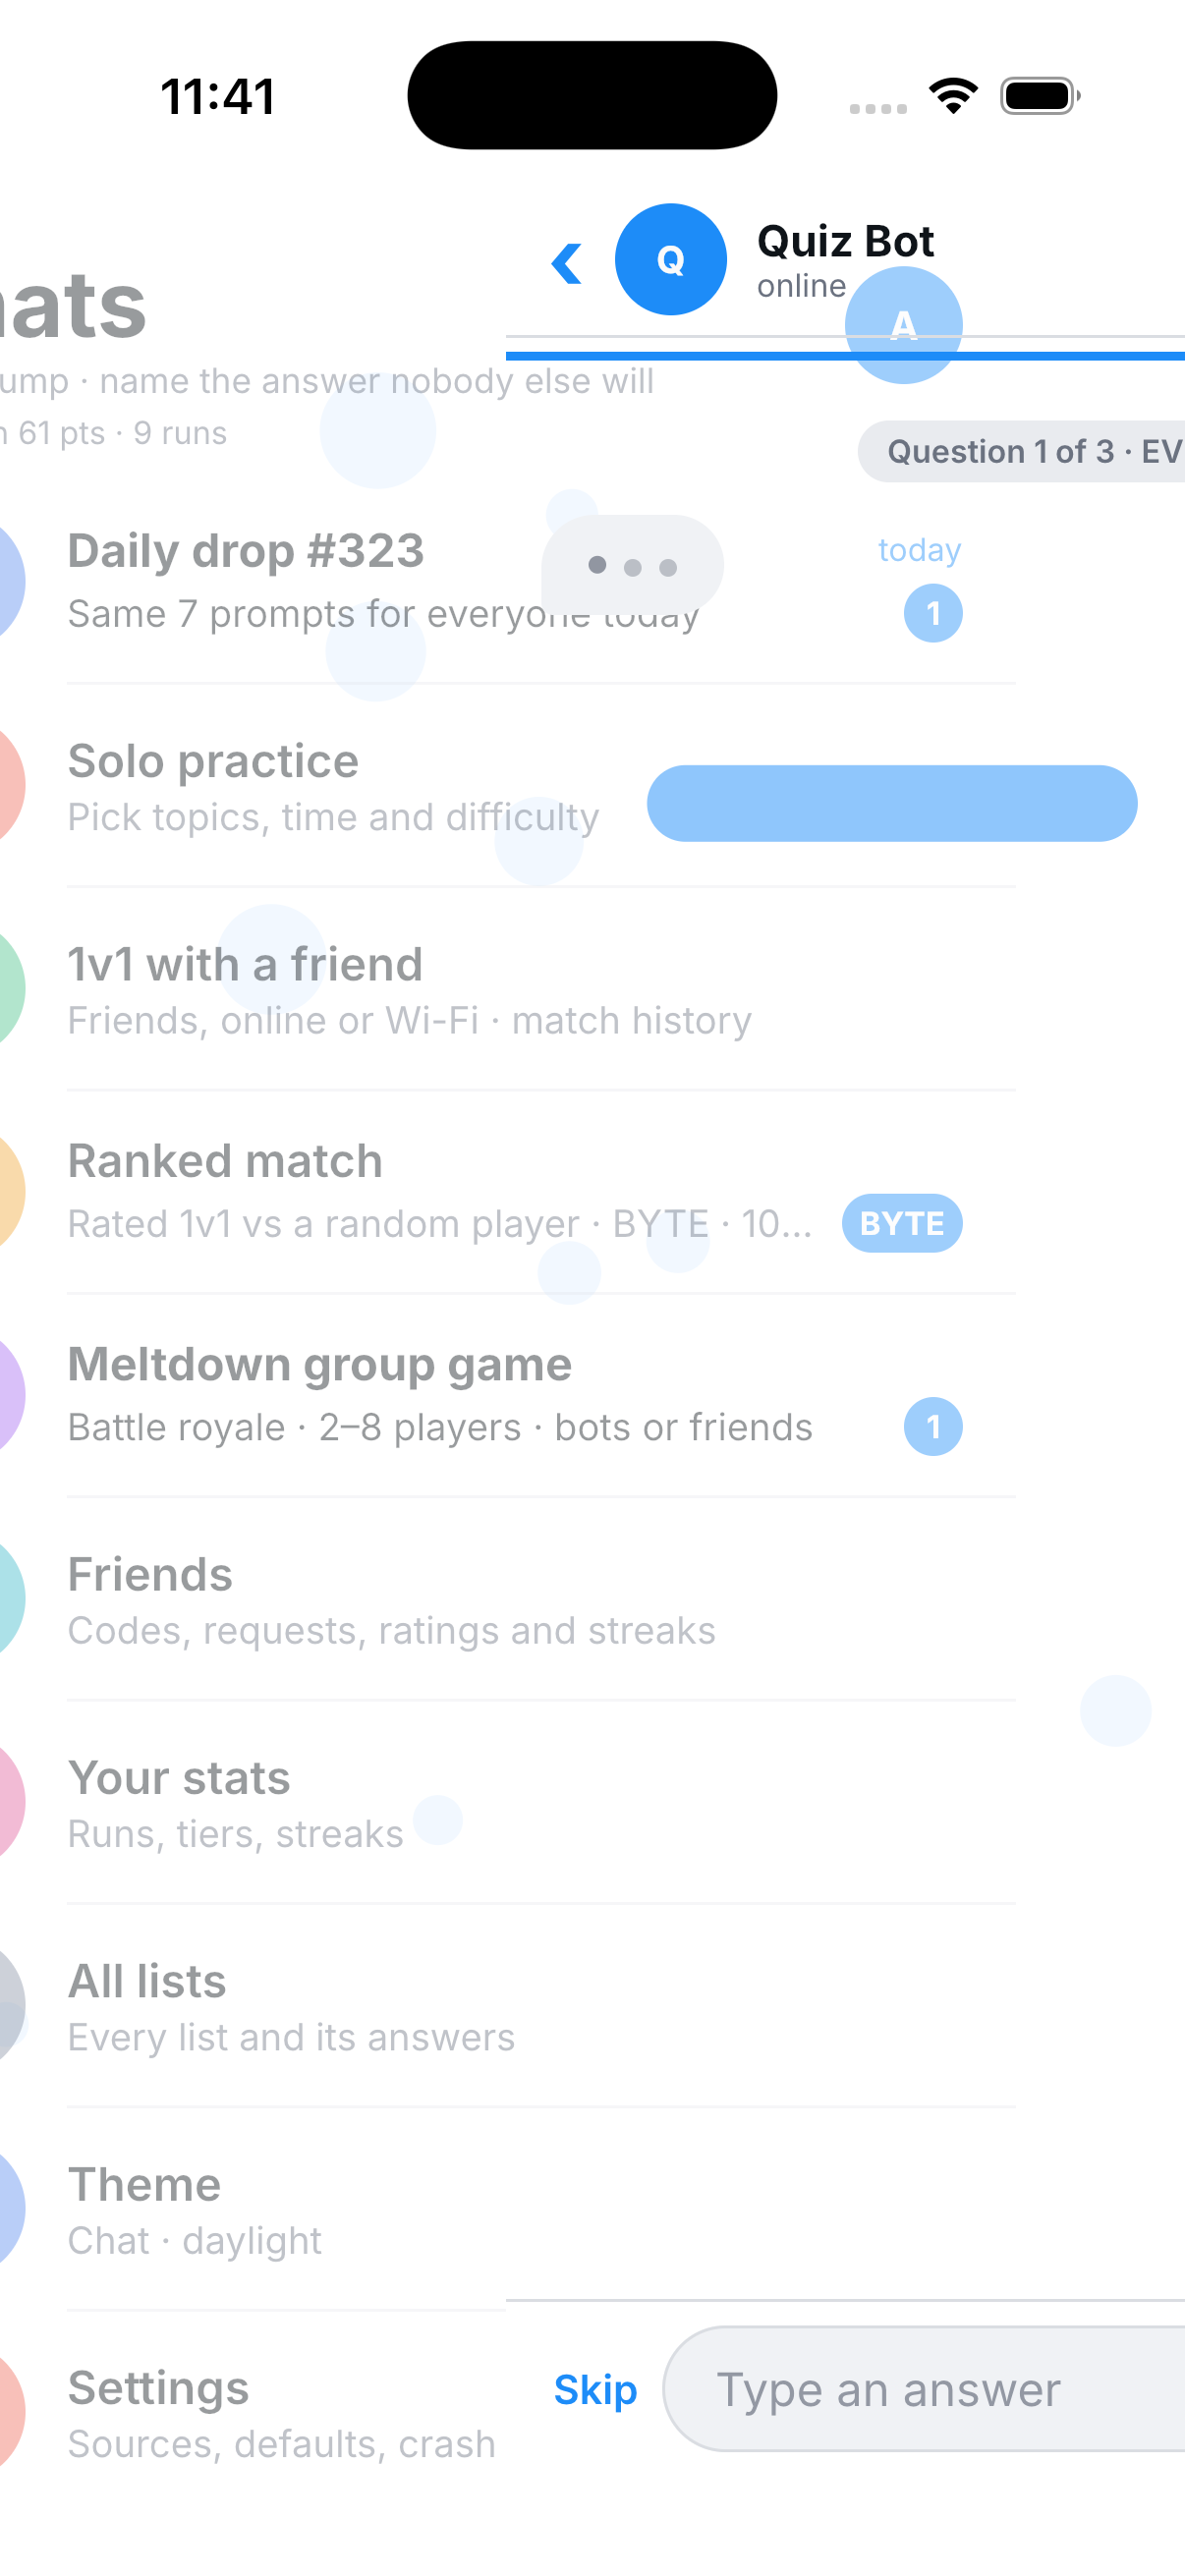 11:41
Q
Quiz Bot
online
A
hats
ump · name the answer nobody else will
61 pts · 9 runs
Question 1 of 3 · EV
Daily drop #323
today
Same 7 prompts for everyone today
1
Solo practice
Pick topics, time and difficulty
1v1 with a friend
Friends, online or Wi-Fi · match history
Ranked match
Rated 1v1 vs a random player · BYTE · 10...
BYTE
Meltdown group game
Battle royale · 2–8 players · bots or friends
1
Friends
Codes, requests, ratings and streaks
Your stats
Runs, tiers, streaks
All lists
Every list and its answers
Theme
Chat · daylight
Settings
Sources, defaults, crash
Skip
Type an answer